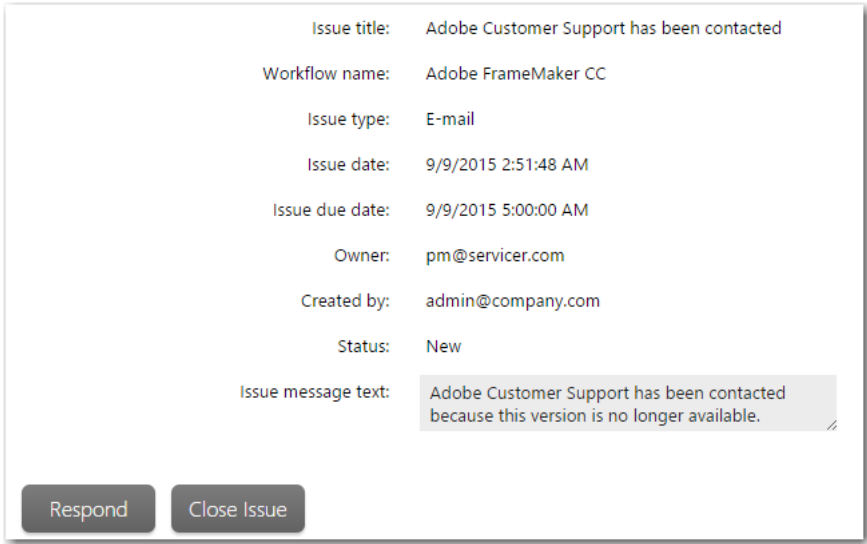 Issue title: Adobe Customer Support has been contacted
Workflow name: Adobe FrameMaker CC
Issue type: E-mail
Issue date: 9/9/2015 2:51:48 AM
Issue due date: 9/9/2015 5:00:00 AM
Owner: pm@servicer.com
Created by: admin@company.com
Status: New
Issue message text: Adobe Customer Support has been contacted
because this version is no longer available.
Respond Close Issue